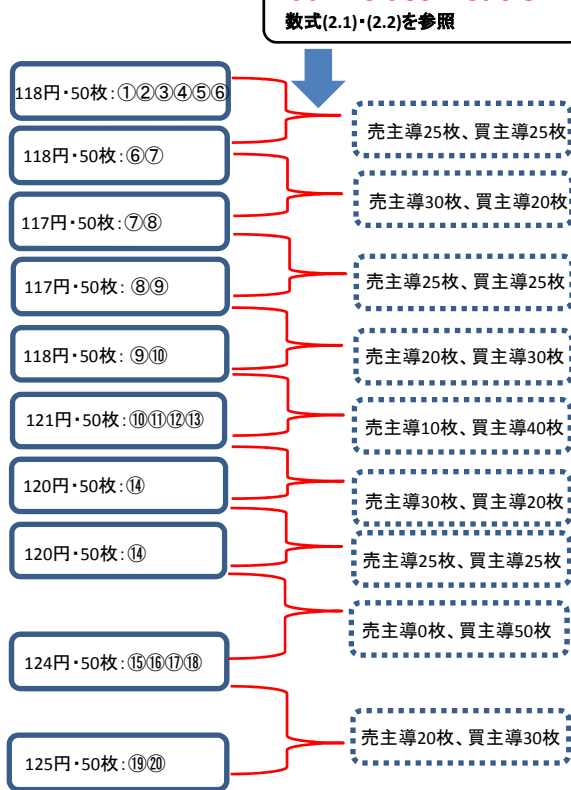 数式(2.1)・(2.2)を参照
118円・50枚：①②③④⑤⑥
売主導25枚、買主導25枚
118円・50枚：⑥⑦
売主導30枚、買主導20枚
117円・50枚：⑦⑧
売主導25枚、買主導25枚
117円・50枚：⑧⑨
売主導20枚、買主導30枚
118円・50枚：⑨⑩
売主導10枚、買主導40枚
121円・50枚：⑩⑪⑫⑬
売主導30枚、買主導20枚
120円・50枚：⑭
売主導25枚、買主導25枚
120円・50枚：⑭
売主導0枚、買主導50枚
124円・50枚：⑮⑯⑰⑱
売主導20枚、買主導30枚
125円・50枚：⑲⑳